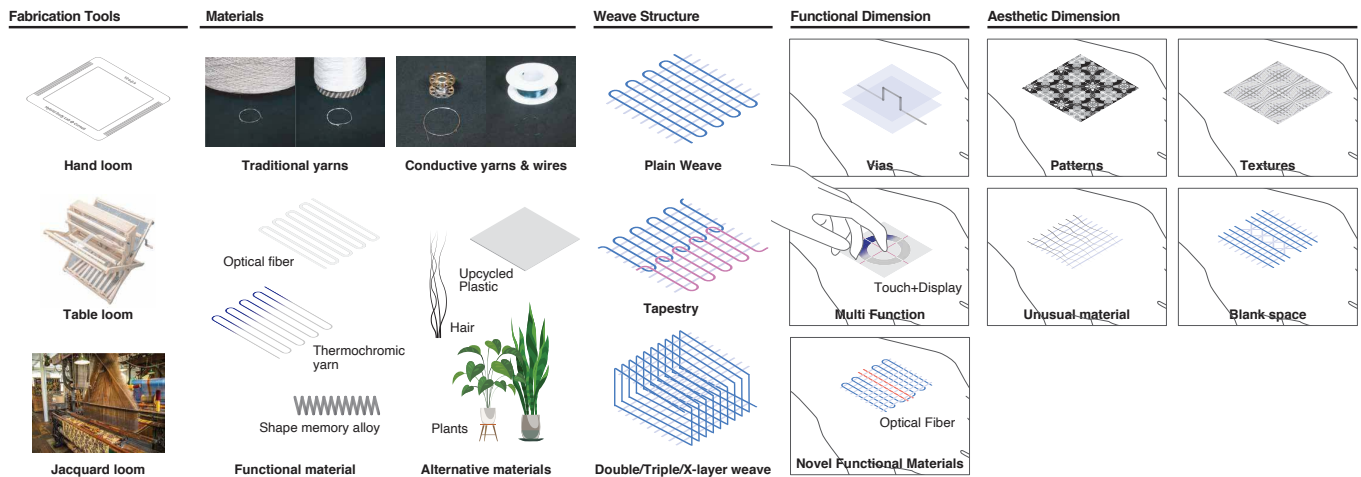 Fabrication Tools
Materials
Weave Structure
Functional Dimension
Aesthetic Dimension
Hand loom
Traditional yarns
Conductive yarns & wires
Plain Weave
Vias
Patterns
Textures
Table loom
Optical fiber
Thermochromic
yarn
Shape memory alloy
Upcycled
Plastic
Hair
Plants
Tapestry
Touch+Display
Multi Function
Unusual material
Blank space
Jacquard loom
Functional material
Alternative materials
Double/Triple/X-layer weave
Optical Fiber
Novel Functional Materials